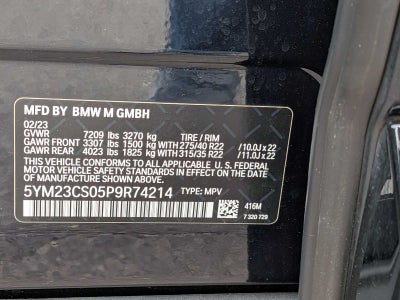 MFD BY BMW M GMBH
02/23
GVWR 7209 lbs 3270 kg TIRE / RIM
GAWR FRONT 3307 lbs 1500 kg 275/40 R22 /10.0J x 22
GAWR REAR 4023 lbs 1825 kg 315/35 R22 /11.0J x 22
THIS VEHICLE CONFORMS TO ALL APPLICABLE U. S. FEDERAL
MOTOR VEHICLE SAFETY STANDARDS IN EFFECT ON THE DATE
OF MANUFACTURE SHOWN ABOVE.
5YM23CS05P9R74214 TYPE: MPV
416M
7 320 729